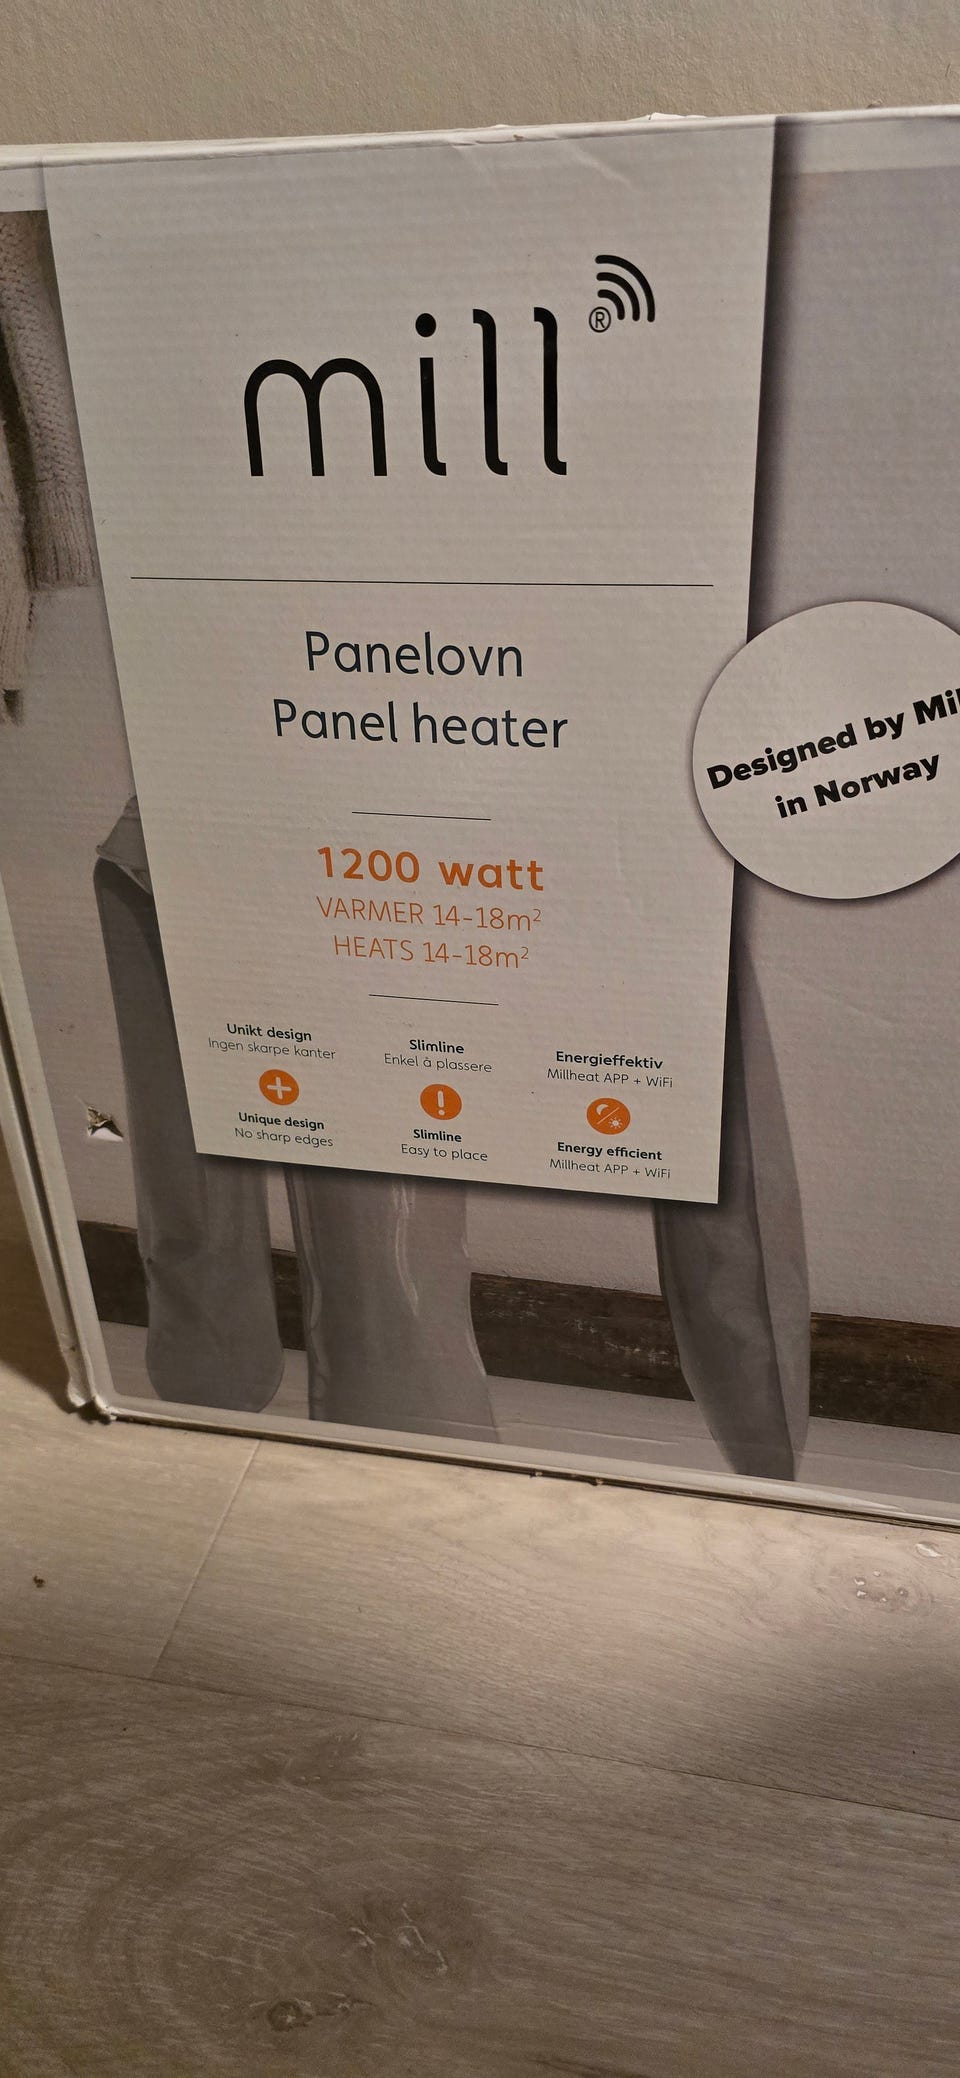 mill®
Panelovn
Panel heater
Designed by Mil
in Norway
1200 watt
VARMER 14-18m²
HEATS 14-18m²
Unikt design
Ingen skarpe kanter
Unique design
No sharp edges
Slimline
Enkel å plassere
Slimline
Easy to place
Energieffektiv
Millheat APP + WiFi
Energy efficient
Millheat APP + WiFi